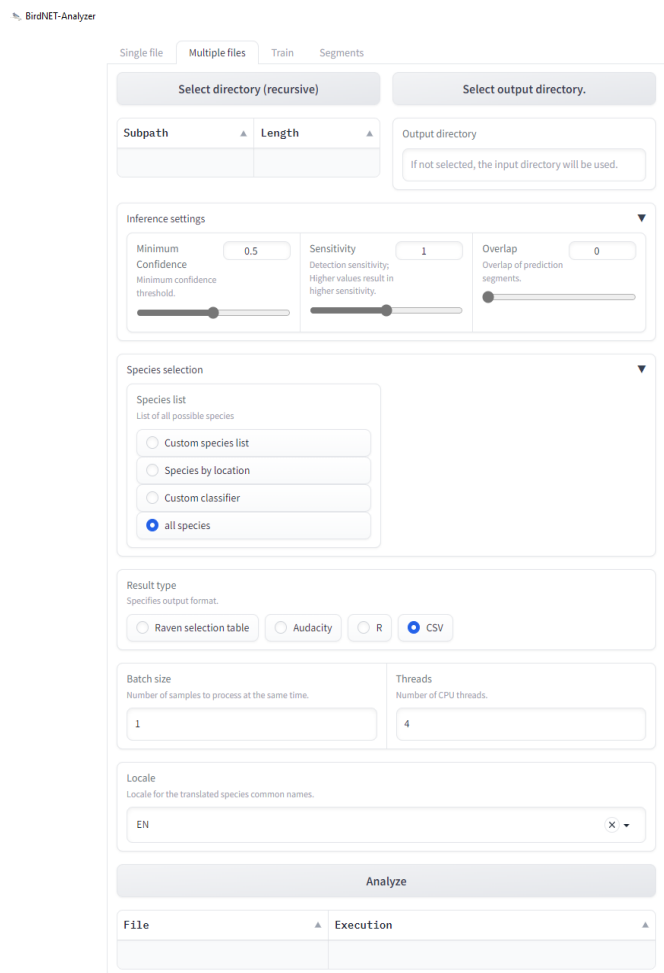 BirdNET-Analyzer
Single file
Multiple files
Train
Segments
Select directory (recursive)
Select output directory.
Subpath
Length
Output directory
If not selected, the input directory will be used.
Inference settings
Minimum
Confidence
0.5
Minimum confidence
threshold.
Sensitivity
1
Detection sensitivity;
Higher values result in
higher sensitivity.
Overlap
0
Overlap of prediction
segments.
Species selection
Species list
List of all possible species
Custom species list
Species by location
Custom classifier
all species
Result type
Specifies output format.
Raven selection table
Audacity
R
CSV
Batch size
Number of samples to process at the same time.
1
Threads
Number of CPU threads.
4
Locale
Locale for the translated species common names.
EN
Analyze
File
Execution